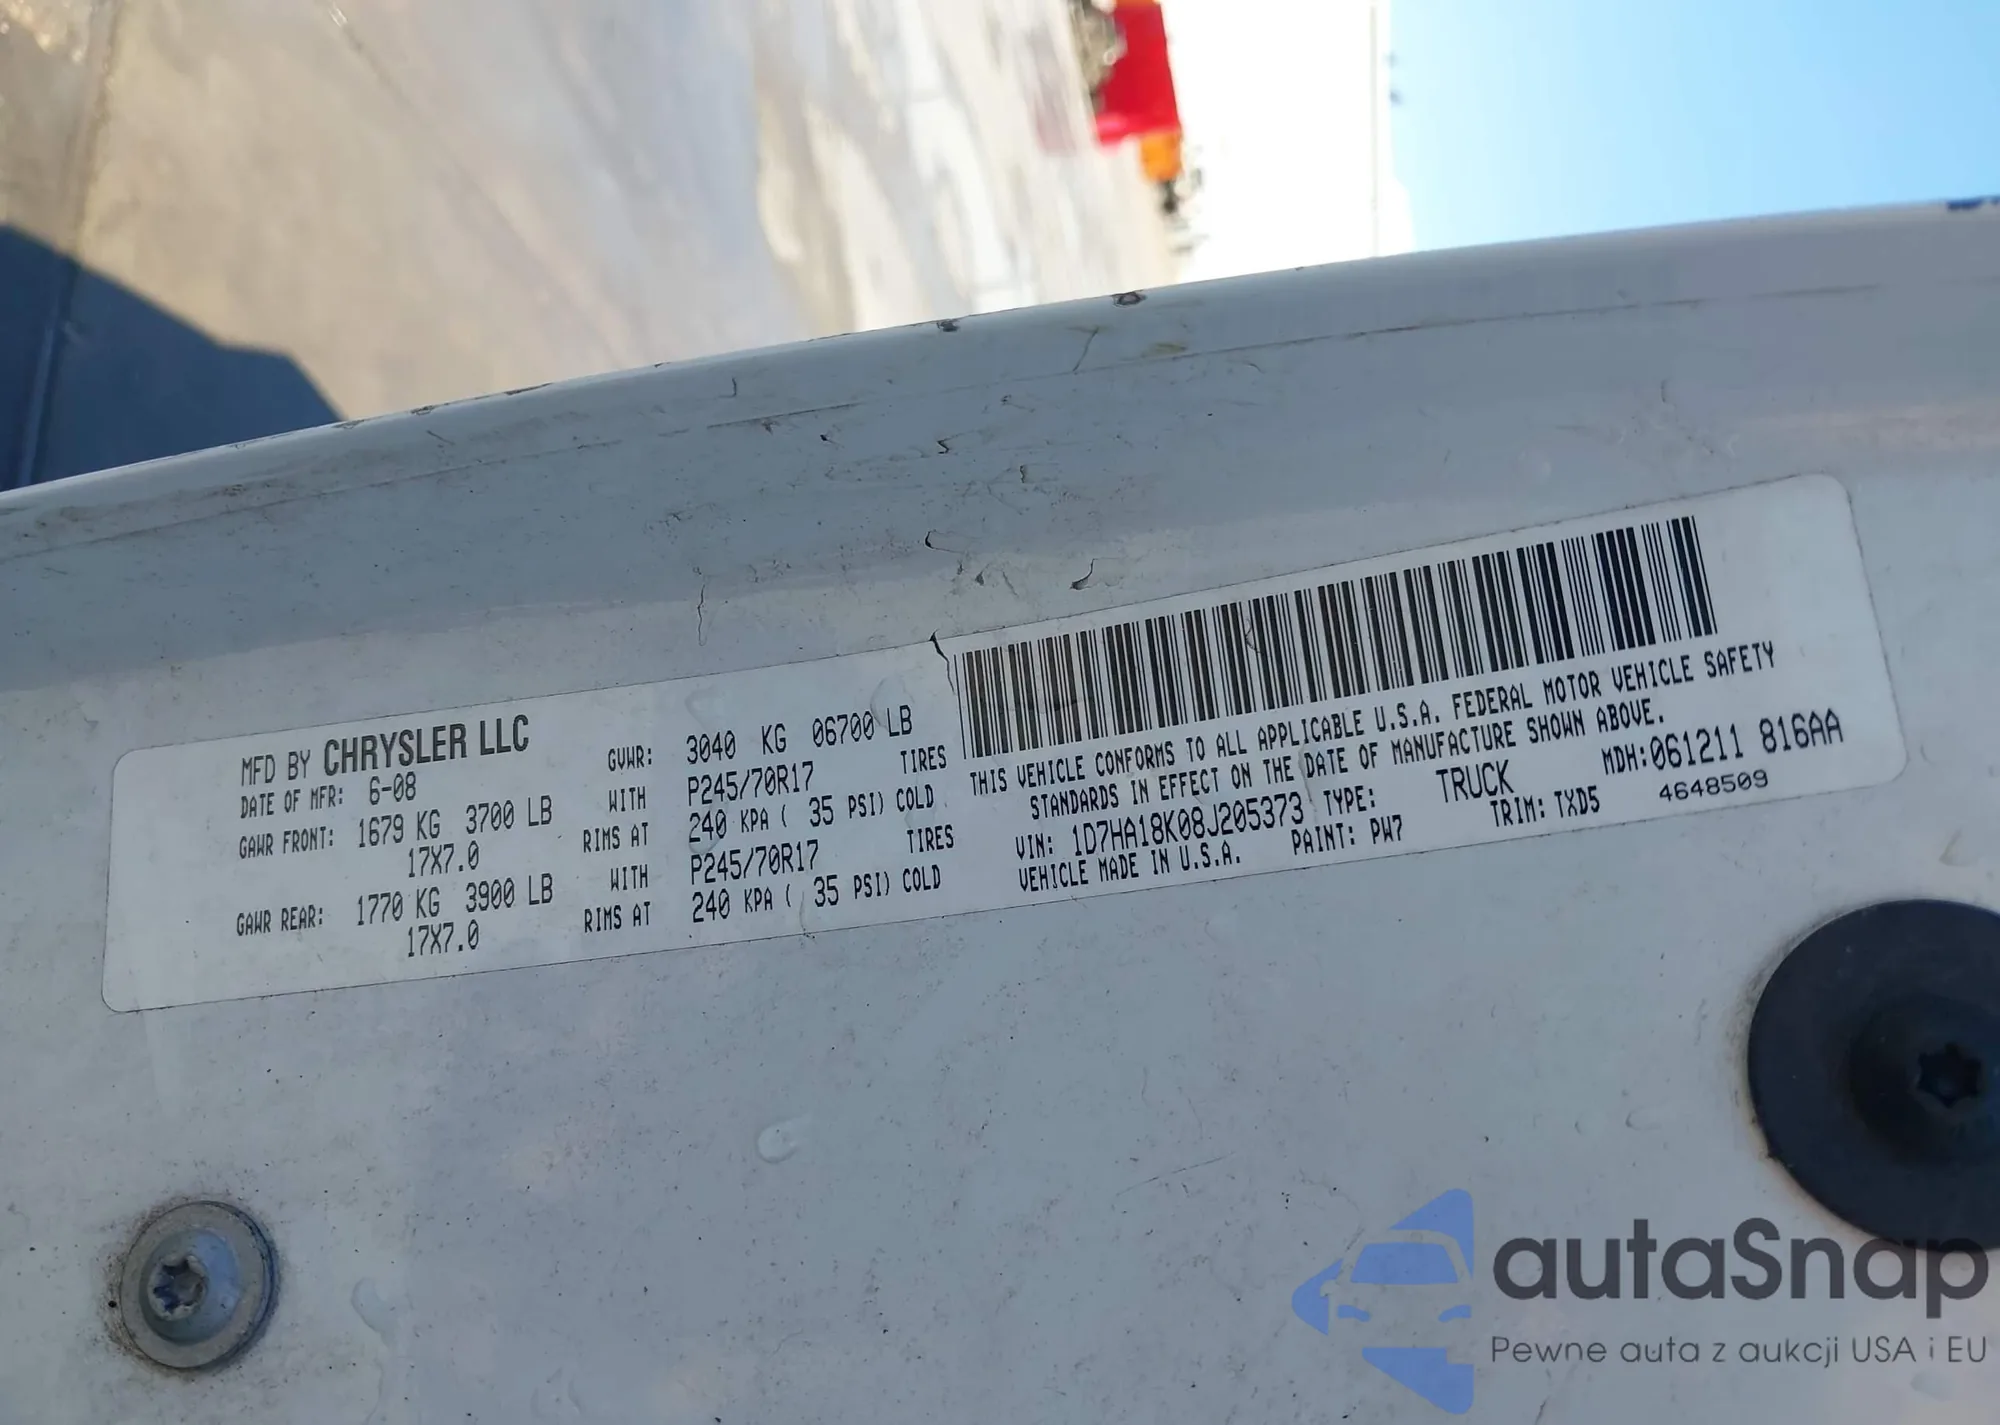 MFD BY CHRYSLER LLC
DATE OF MFR: 6-08 GVWR: 3040 KG 06700 LB
GAWR FRONT: 1679 KG 3700 LB WITH P245/70R17 TIRES
17X7.0 RIMS AT 240 KPA ( 35 PSI) COLD
GAWR REAR: 1770 KG 3900 LB WITH P245/70R17 TIRES
17X7.0 RIMS AT 240 KPA ( 35 PSI) COLD
THIS VEHICLE CONFORMS TO ALL APPLICABLE U.S.A. FEDERAL MOTOR VEHICLE SAFETY
STANDARDS IN EFFECT ON THE DATE OF MANUFACTURE SHOWN ABOVE.
MDH:061211 816AA
VIN: 1D7HA18K08J205373 TYPE: TRUCK 4648509
VEHICLE MADE IN U.S.A. PAINT: PW7 TRIM: TXD5
autaSnap
Pewne auta z aukcji USA i EU